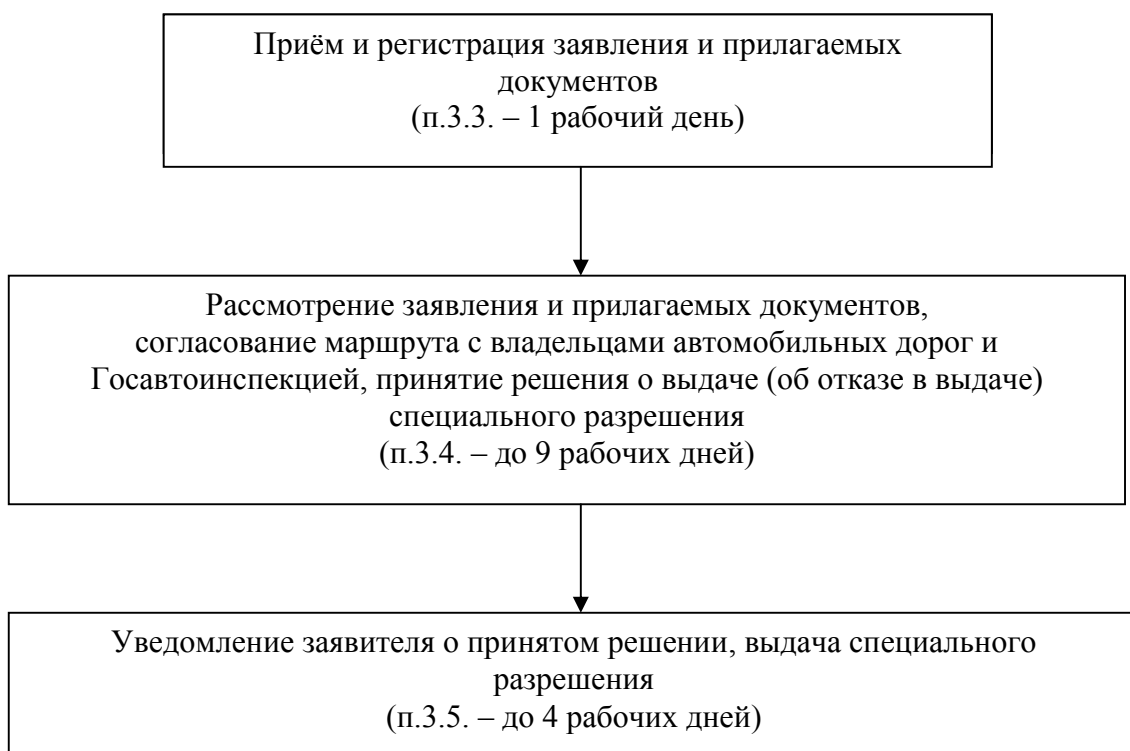 Приём и регистрация заявления и прилагаемых
документов
(п.3.3. – 1 рабочий день)
Рассмотрение заявления и прилагаемых документов,
согласование маршрута с владельцами автомобильных дорог и
Госавтоинспекцией, принятие решения о выдаче (об отказе в выдаче)
специального разрешения
(п.3.4. – до 9 рабочих дней)
Уведомление заявителя о принятом решении, выдача специального
разрешения
(п.3.5. – до 4 рабочих дней)